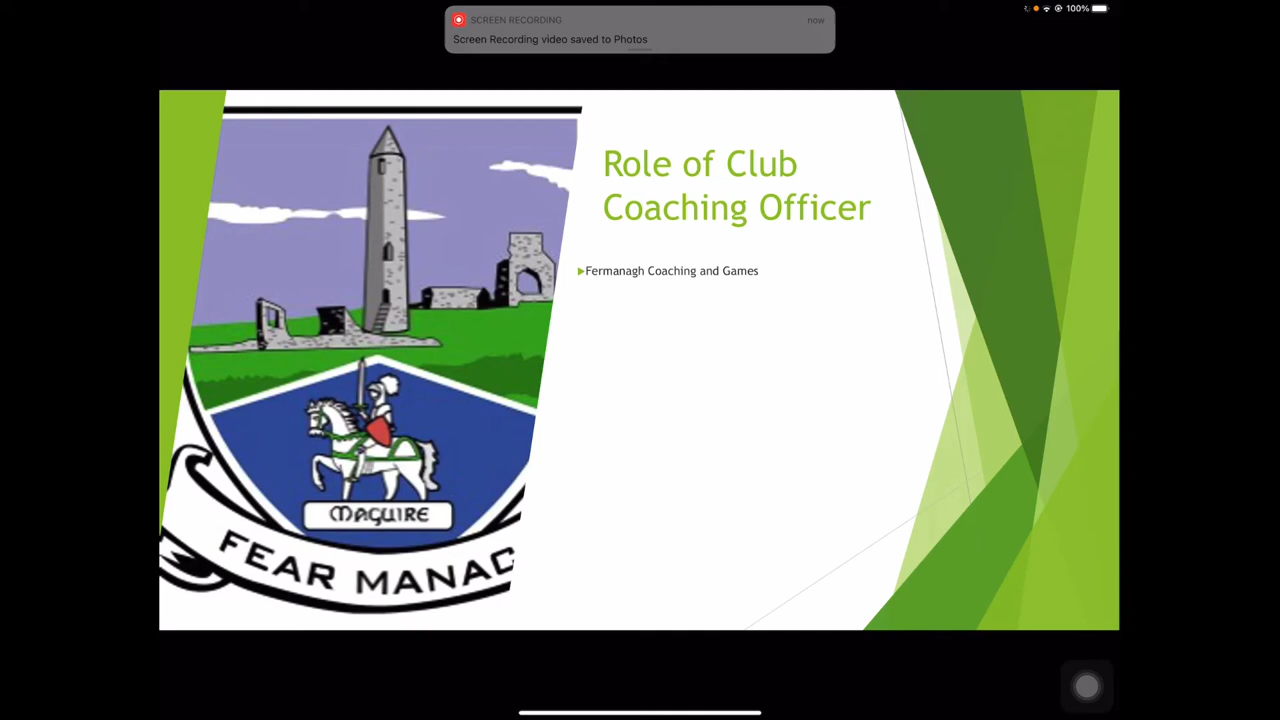 SCREEN RECORDING
now
Screen Recording video saved to Photos
100%
Role of Club
Coaching Officer
Fermanagh Coaching and Games
MAGUIRE
FEAR MANAC